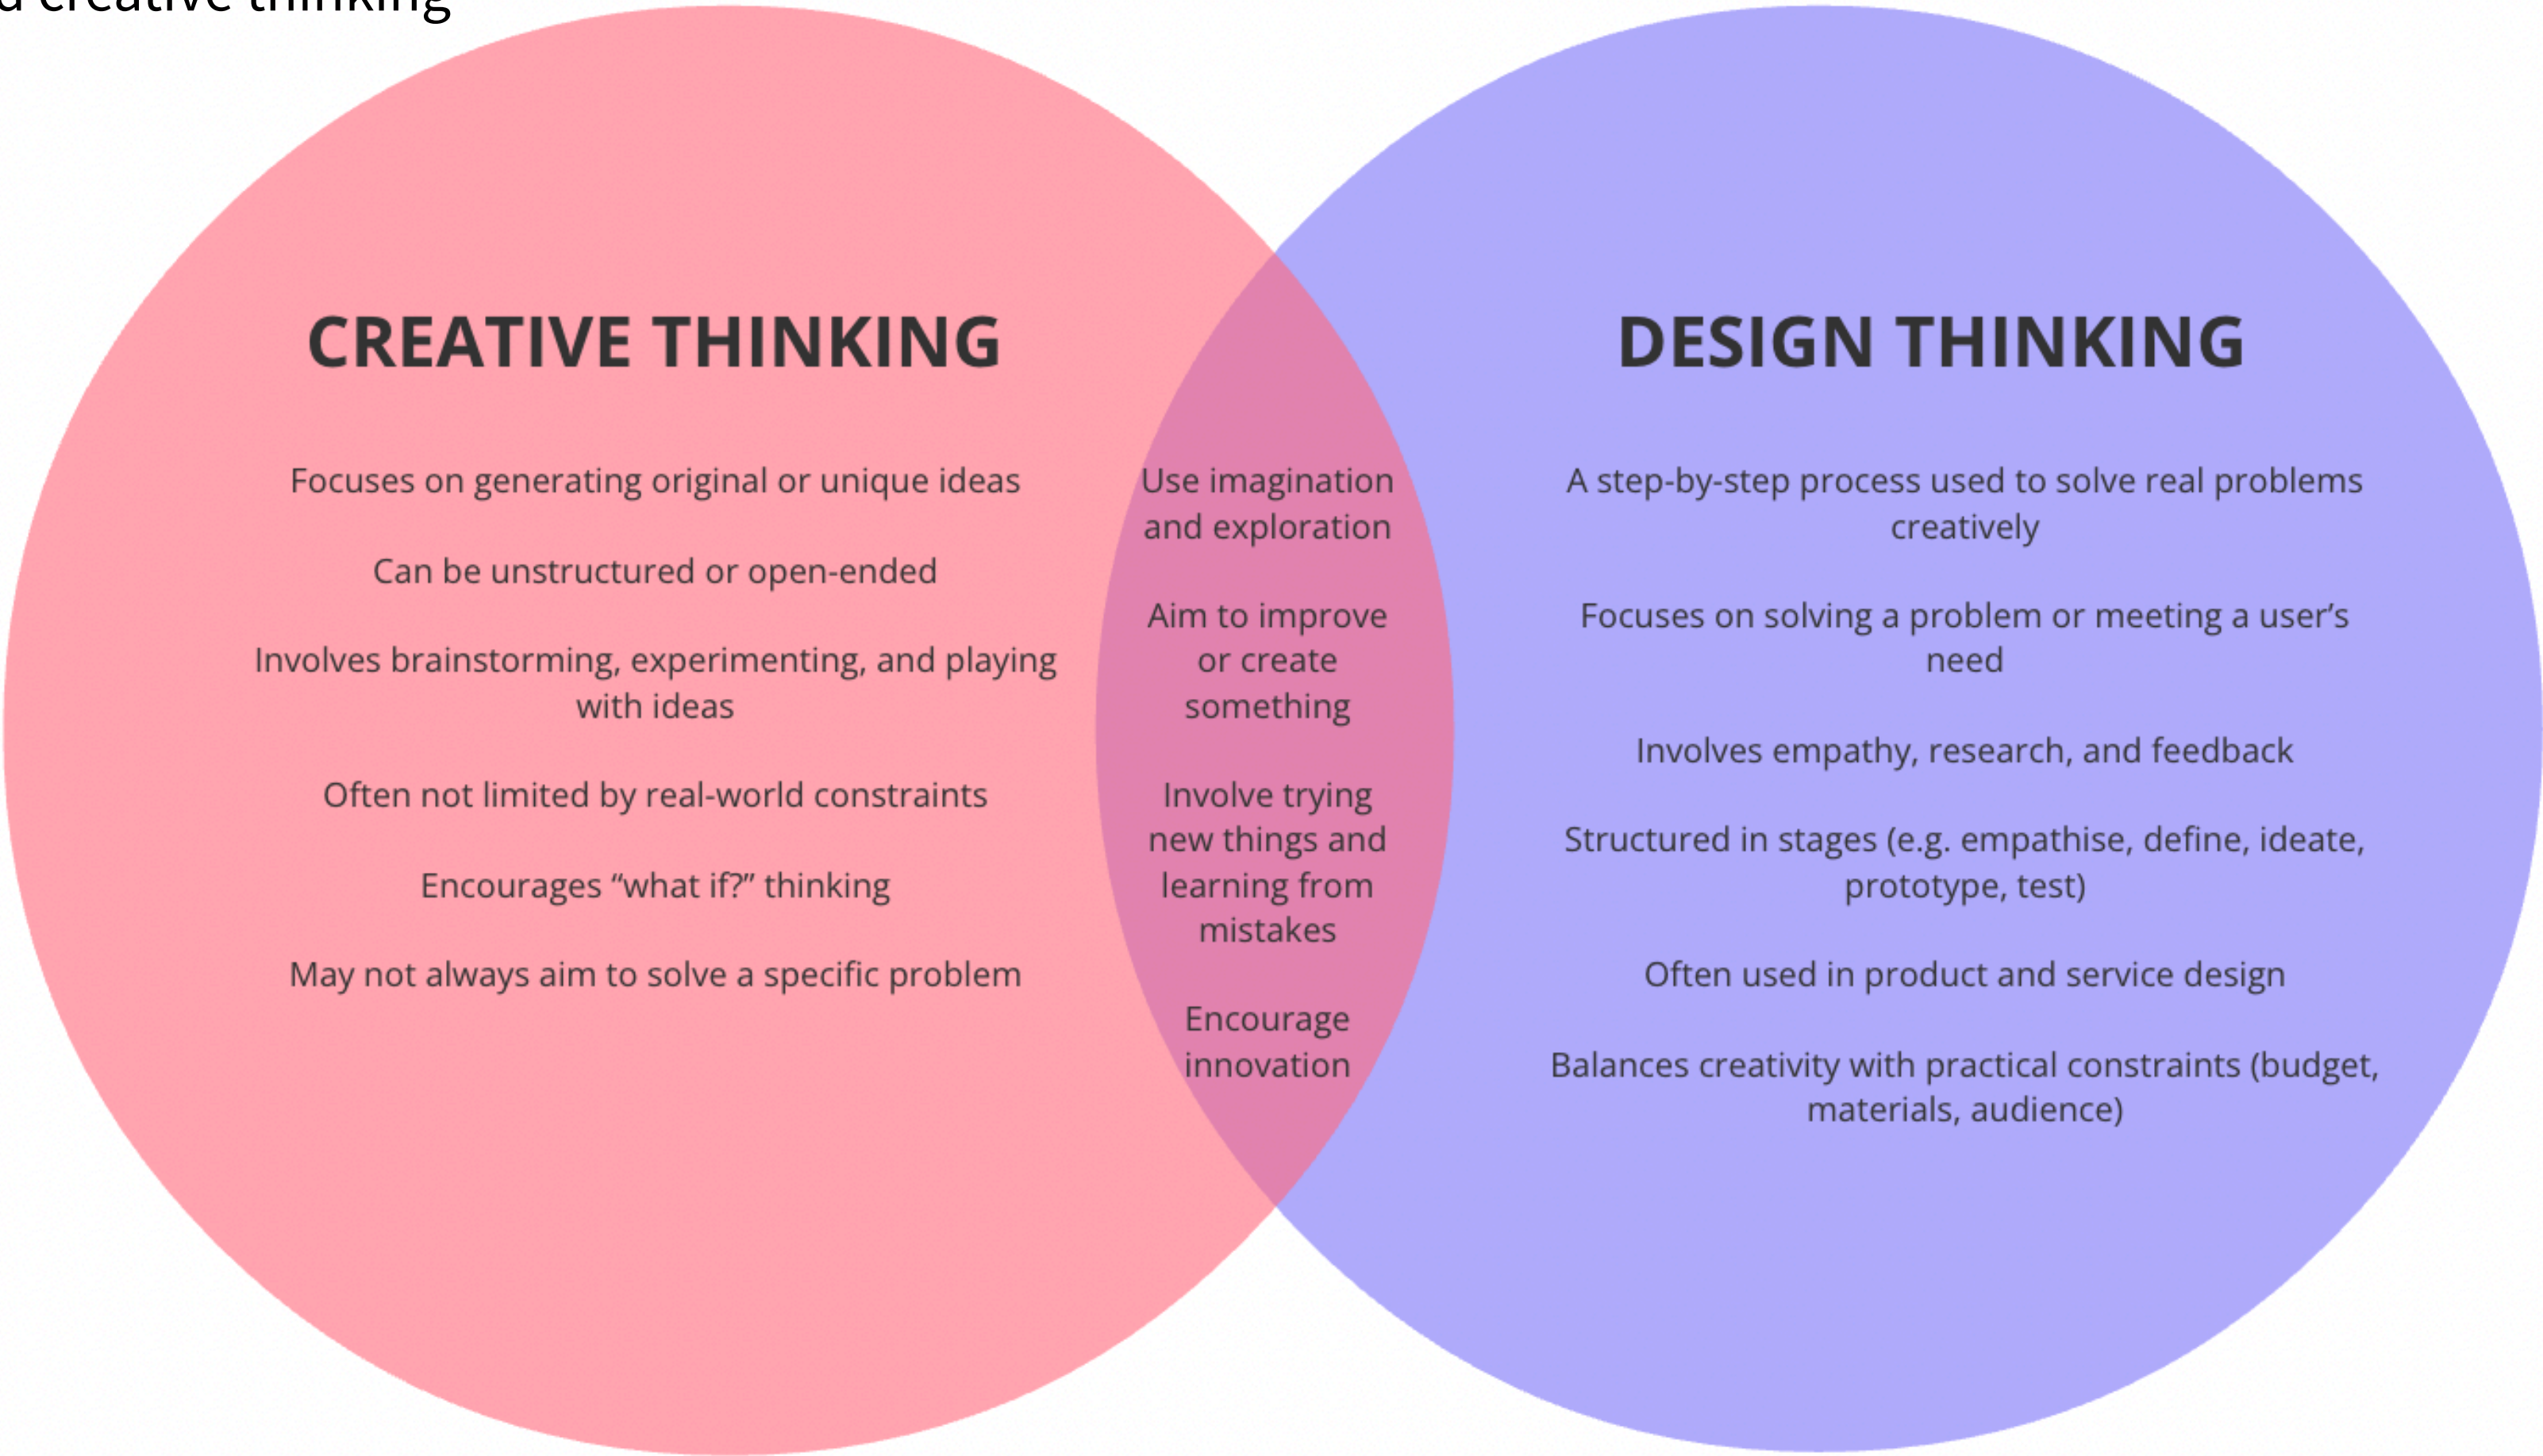 creative thinking
CREATIVE THINKING
Focuses on generating original or unique ideas
Can be unstructured or open-ended
Involves brainstorming, experimenting, and playing
with ideas
Often not limited by real-world constraints
Encourages “what if?” thinking
May not always aim to solve a specific problem
Use imagination
and exploration
Aim to improve
or create
something
Involve trying
new things and
learning from
mistakes
Encourage
innovation
DESIGN THINKING
A step-by-step process used to solve real problems
creatively
Focuses on solving a problem or meeting a user’s
need
Involves empathy, research, and feedback
Structured in stages (e.g. empathise, define, ideate,
prototype, test)
Often used in product and service design
Balances creativity with practical constraints (budget,
materials, audience)